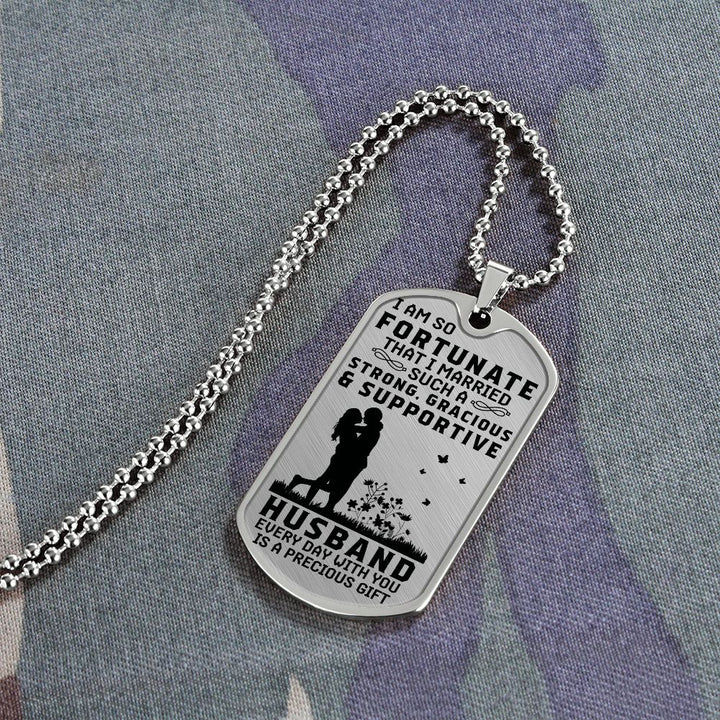 I AM SO
FORTUNATE
THAT I MARRIED
SUCH A
STRONG, GRACIOUS
& SUPPORTIVE
HUSBAND
EVERY DAY WITH YOU
IS A PRECIOUS GIFT